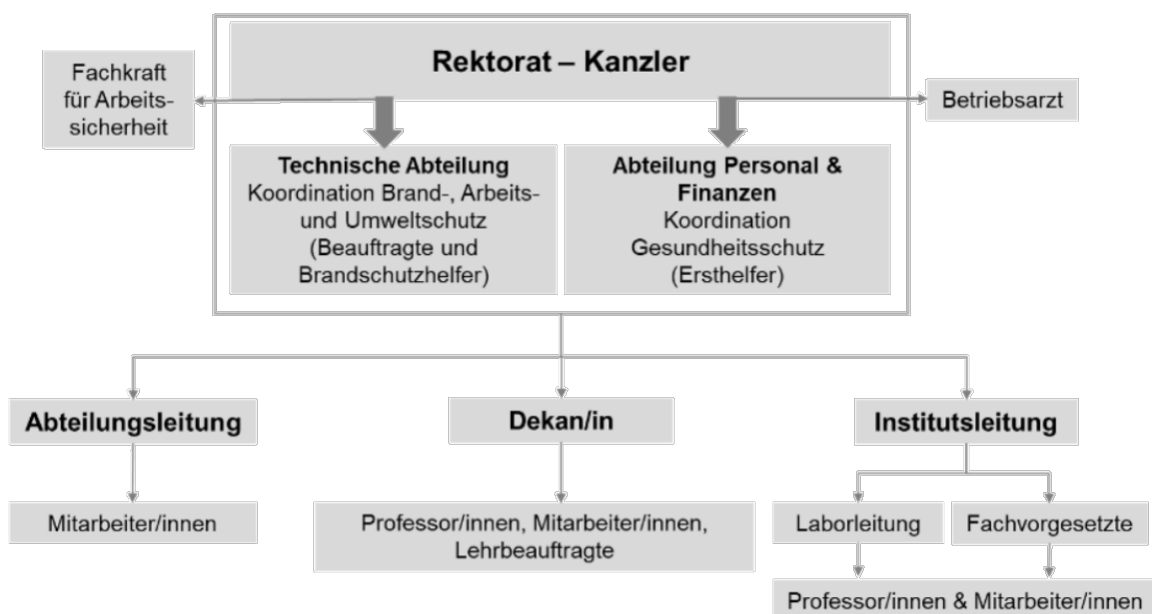 Rektorat – Kanzler
Fachkraft
für Arbeits-
sicherheit
Betriebsarzt
Technische Abteilung
Koordination Brand-, Arbeits-
und Umweltschutz
(Beauftragte und
Brandschutzhelfer)
Abteilung Personal &
Finanzen
Koordination
Gesundheitsschutz
(Ersthelfer)
Abteilungsleitung
Dekan/in
Institutsleitung
Mitarbeiter/innen
Professor/innen, Mitarbeiter/innen,
Lehrbeauftragte
Laborleitung
Fachvorgesetzte
Professor/innen & Mitarbeiter/innen